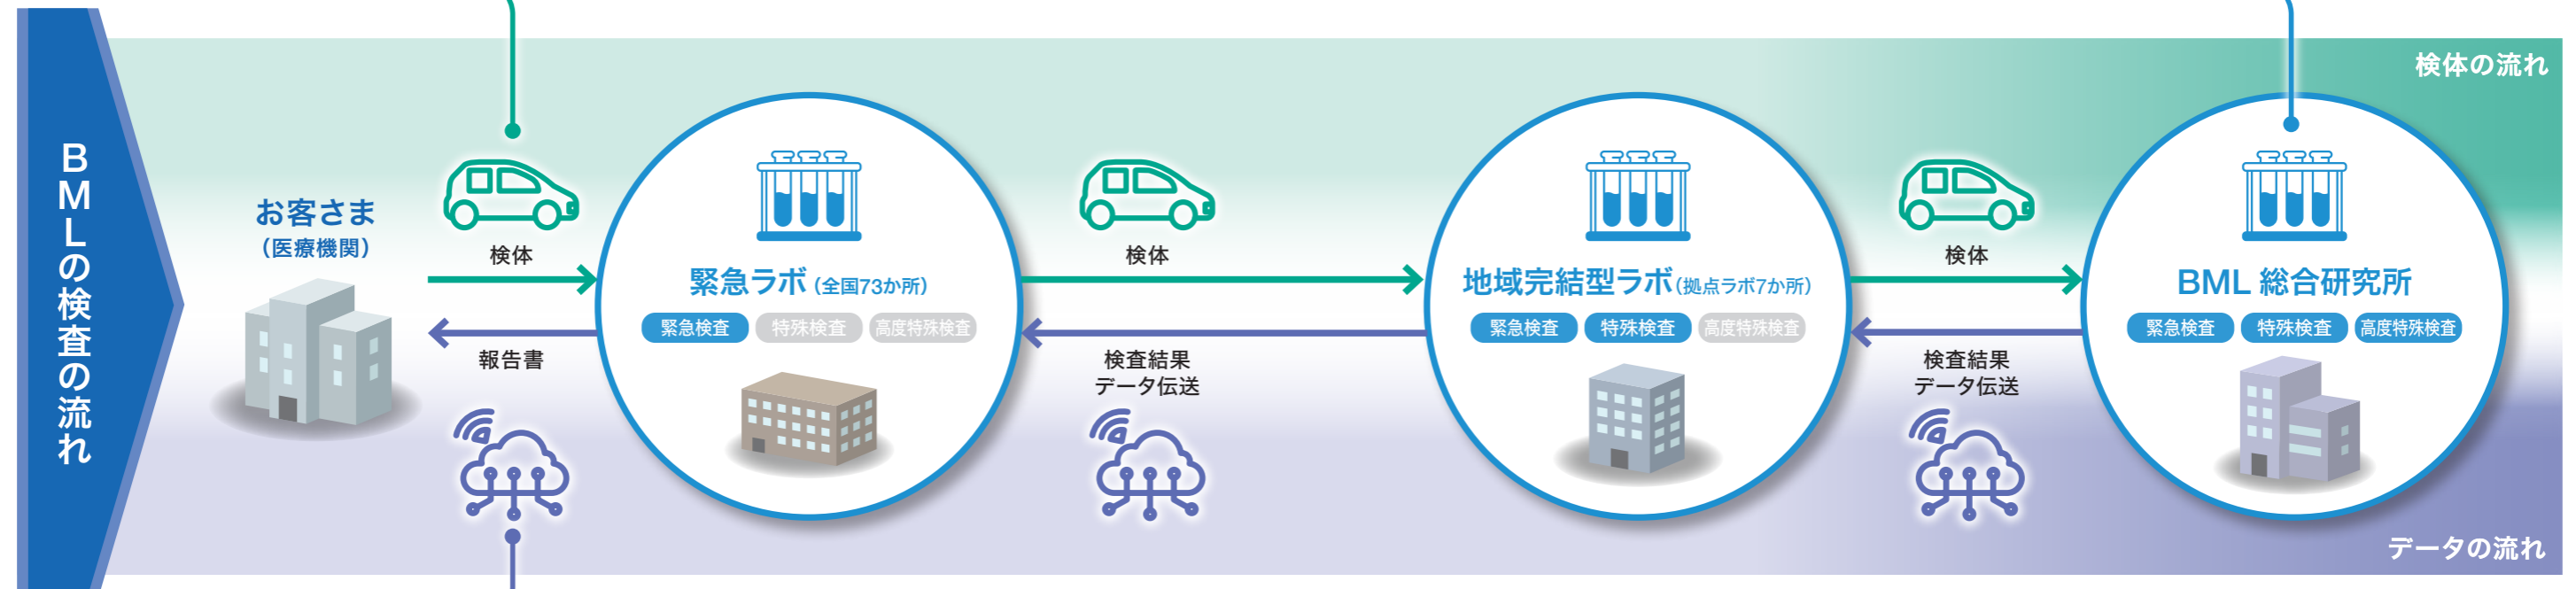 BMLの検査の流れ
検体の流れ
お客さま
（医療機関）
検体
報告書
緊急ラボ（全国73か所）
緊急検査 特殊検査 高度特殊検査
検体
検査結果
データ伝送
地域完結型ラボ（拠点ラボ7か所）
緊急検査 特殊検査 高度特殊検査
検体
検査結果
データ伝送
BML 総合研究所
緊急検査 特殊検査 高度特殊検査
データの流れ